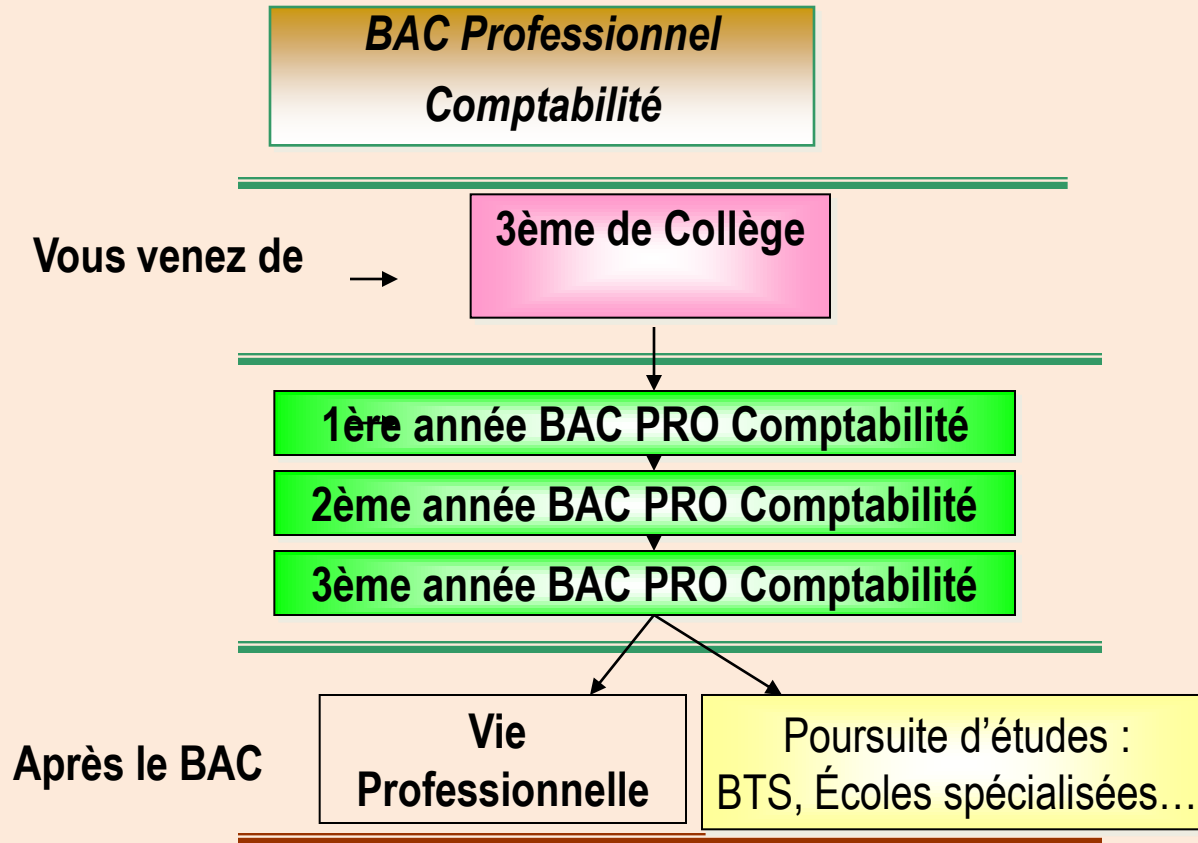 BAC Professionnel
Comptabilité
Vous venez de
3ème de Collège
1ère année BAC PRO Comptabilité
2ème année BAC PRO Comptabilité
3ème année BAC PRO Comptabilité
Après le BAC
Vie
Professionnelle
Poursuite d’études :
BTS, Écoles spécialisées…